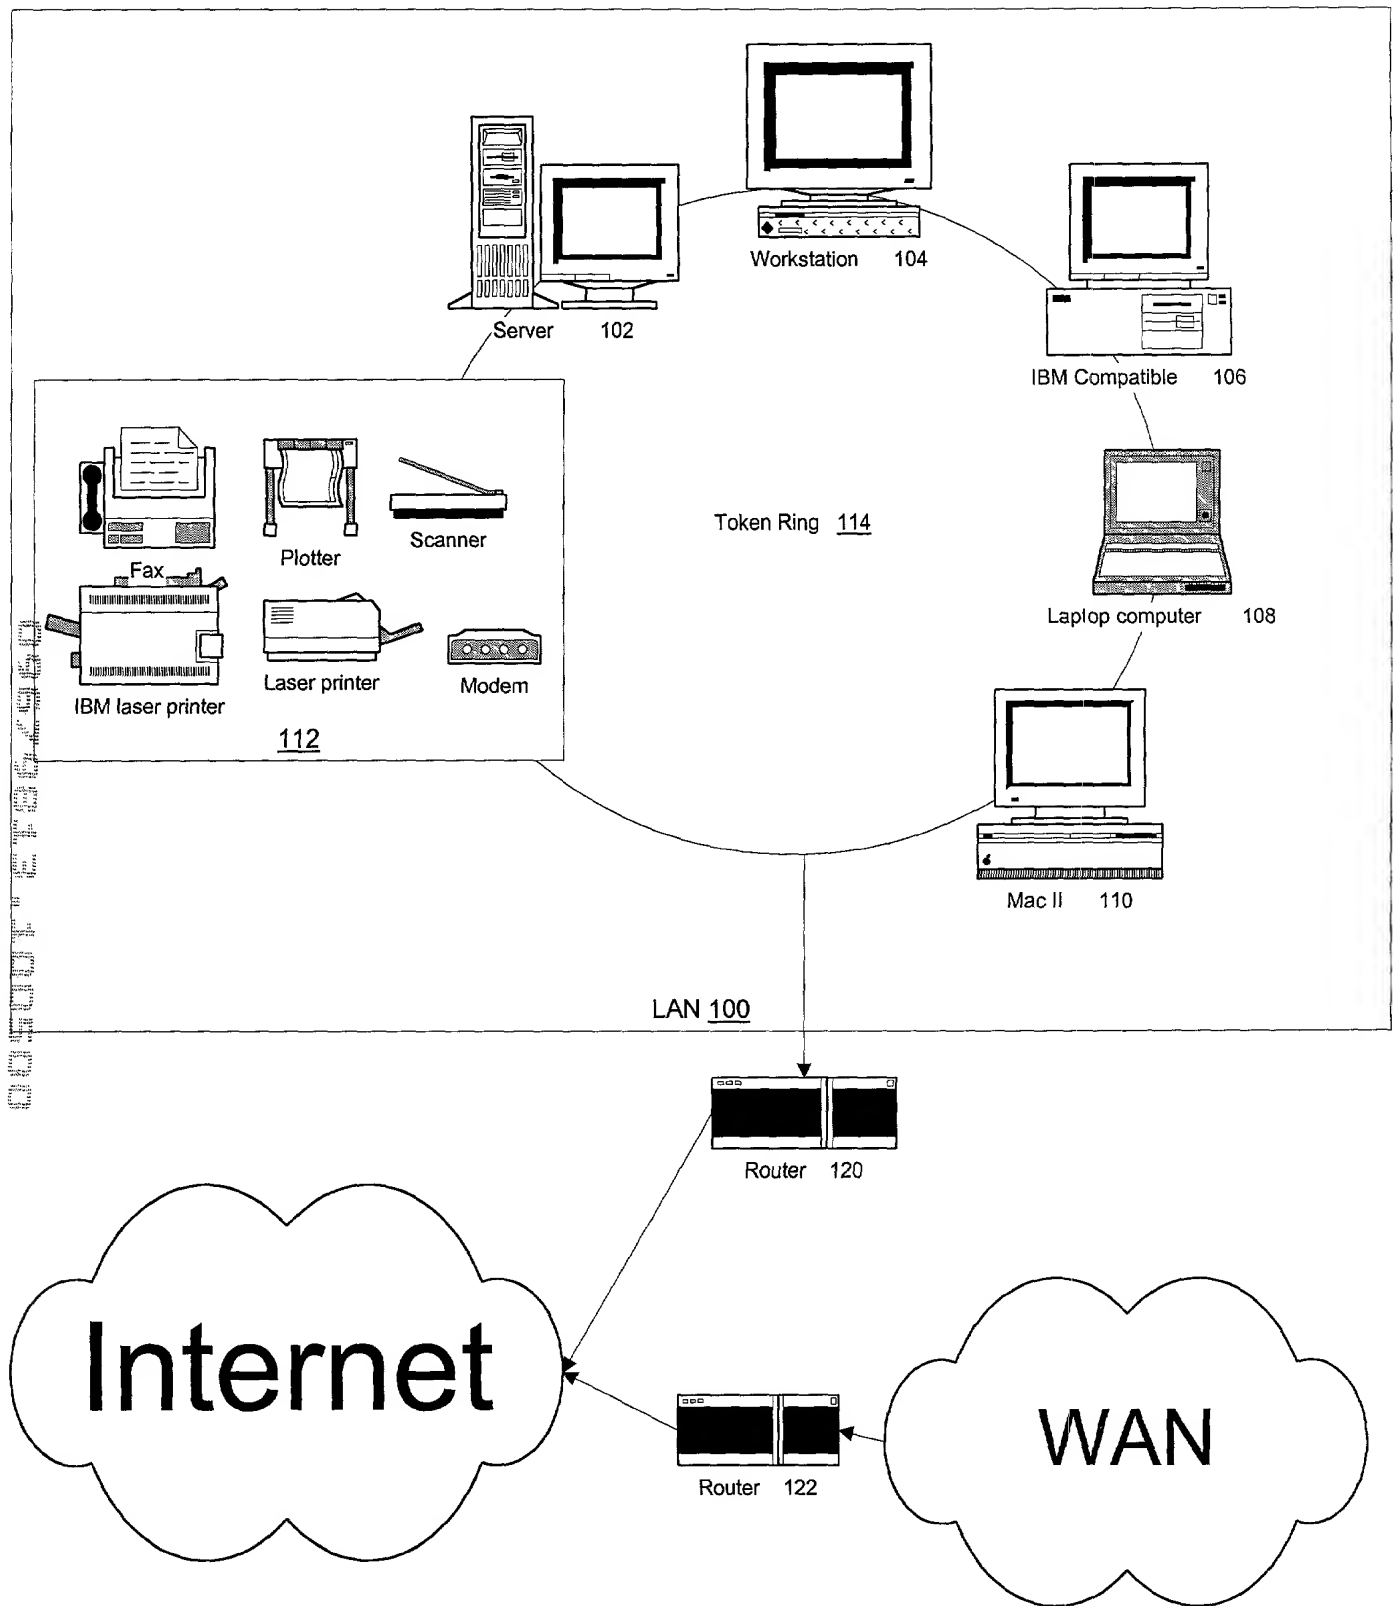 Workstation 104
Server 102
IBM Compatible 106
Token Ring 114
Scanner
Plotter
Fax
Laptop computer 108
Laser printer
Modem
IBM laser printer
112
Mac II 110
LAN 100
Router 120
Internet
WAN
Router 122